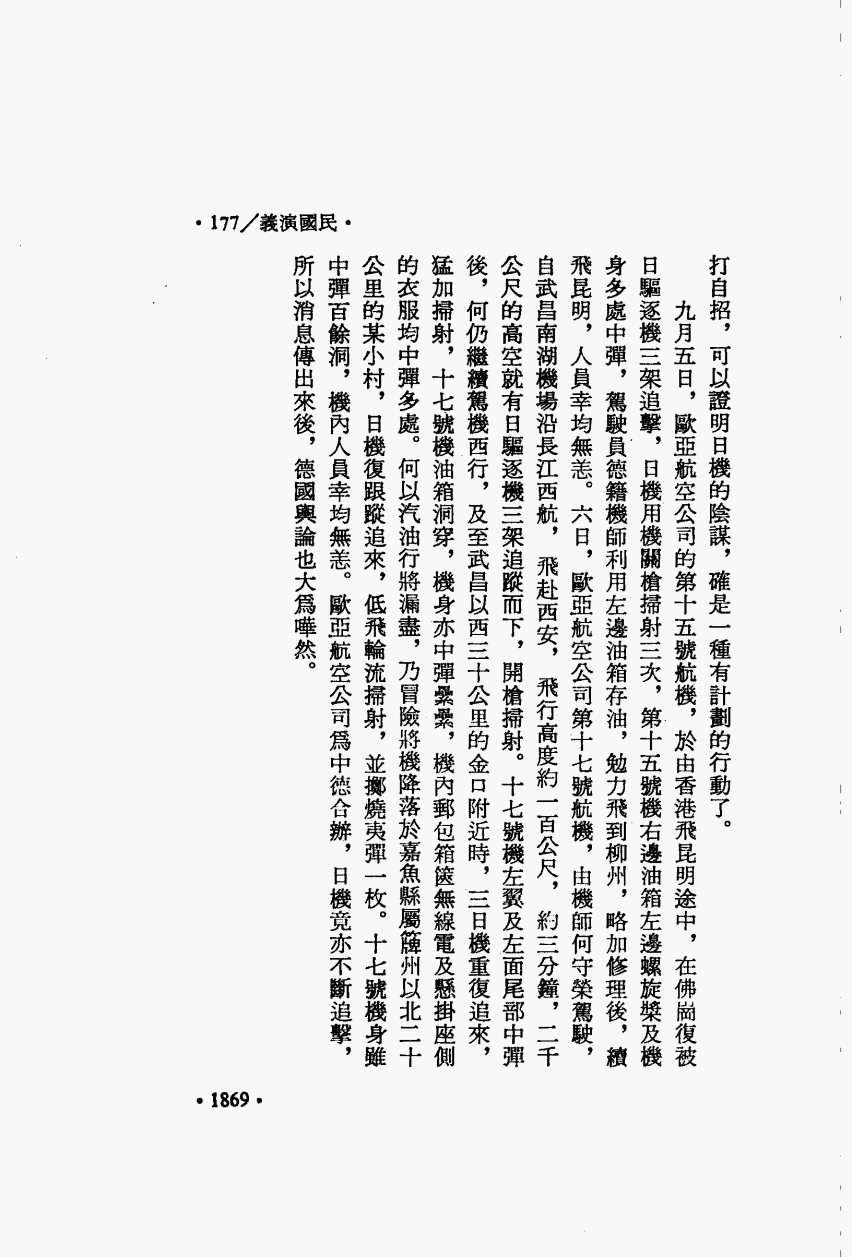 •177／義演國民•
打自招，可以證明日機的陰謀，確是一種有計劃的行動了。
九月五日，歐亞航空公司的第十五號航機，於由香港飛昆明途中，在佛崗復被
日驅逐機三架追擊，日機用機關槍掃射三次，第十五號機右邊油箱左邊螺旋槳及機
身多處中彈，駕駛員德籍機師利用左邊油箱存油，勉力飛到柳州，略加修理後，續
飛昆明，人員幸均無恙。六日，歐亞航空公司第十七號航機，由機師何守榮駕駛，
自武昌南湖機場沿長江西航，飛赴西安，飛行高度約一百公尺，約三分鐘，二千
公尺的高空就有日驅逐機三架追蹤而下，開槍掃射。十七號機左翼及左面尾部中彈
後，何仍繼續駕機西行，及至武昌以西三十公里的金口附近時，三日機重復追來，
猛加掃射，十七號機油箱洞穿，機身亦中彈纍纍，機內郵包箱篋無線電及懸掛座側
的衣服均中彈多處。何以汽油行將漏盡，乃冒險將機降落於嘉魚縣屬簰州以北二十
公里的某小村，日機復跟蹤追來，低飛輪流掃射，並擲燒夷彈一枚。十七號機身雖
中彈百餘洞，機內人員幸均無恙。歐亞航空公司爲中德合辦，日機竟亦不斷追擊，
所以消息傳出來後，德國輿論也大爲嘩然。
•1869•